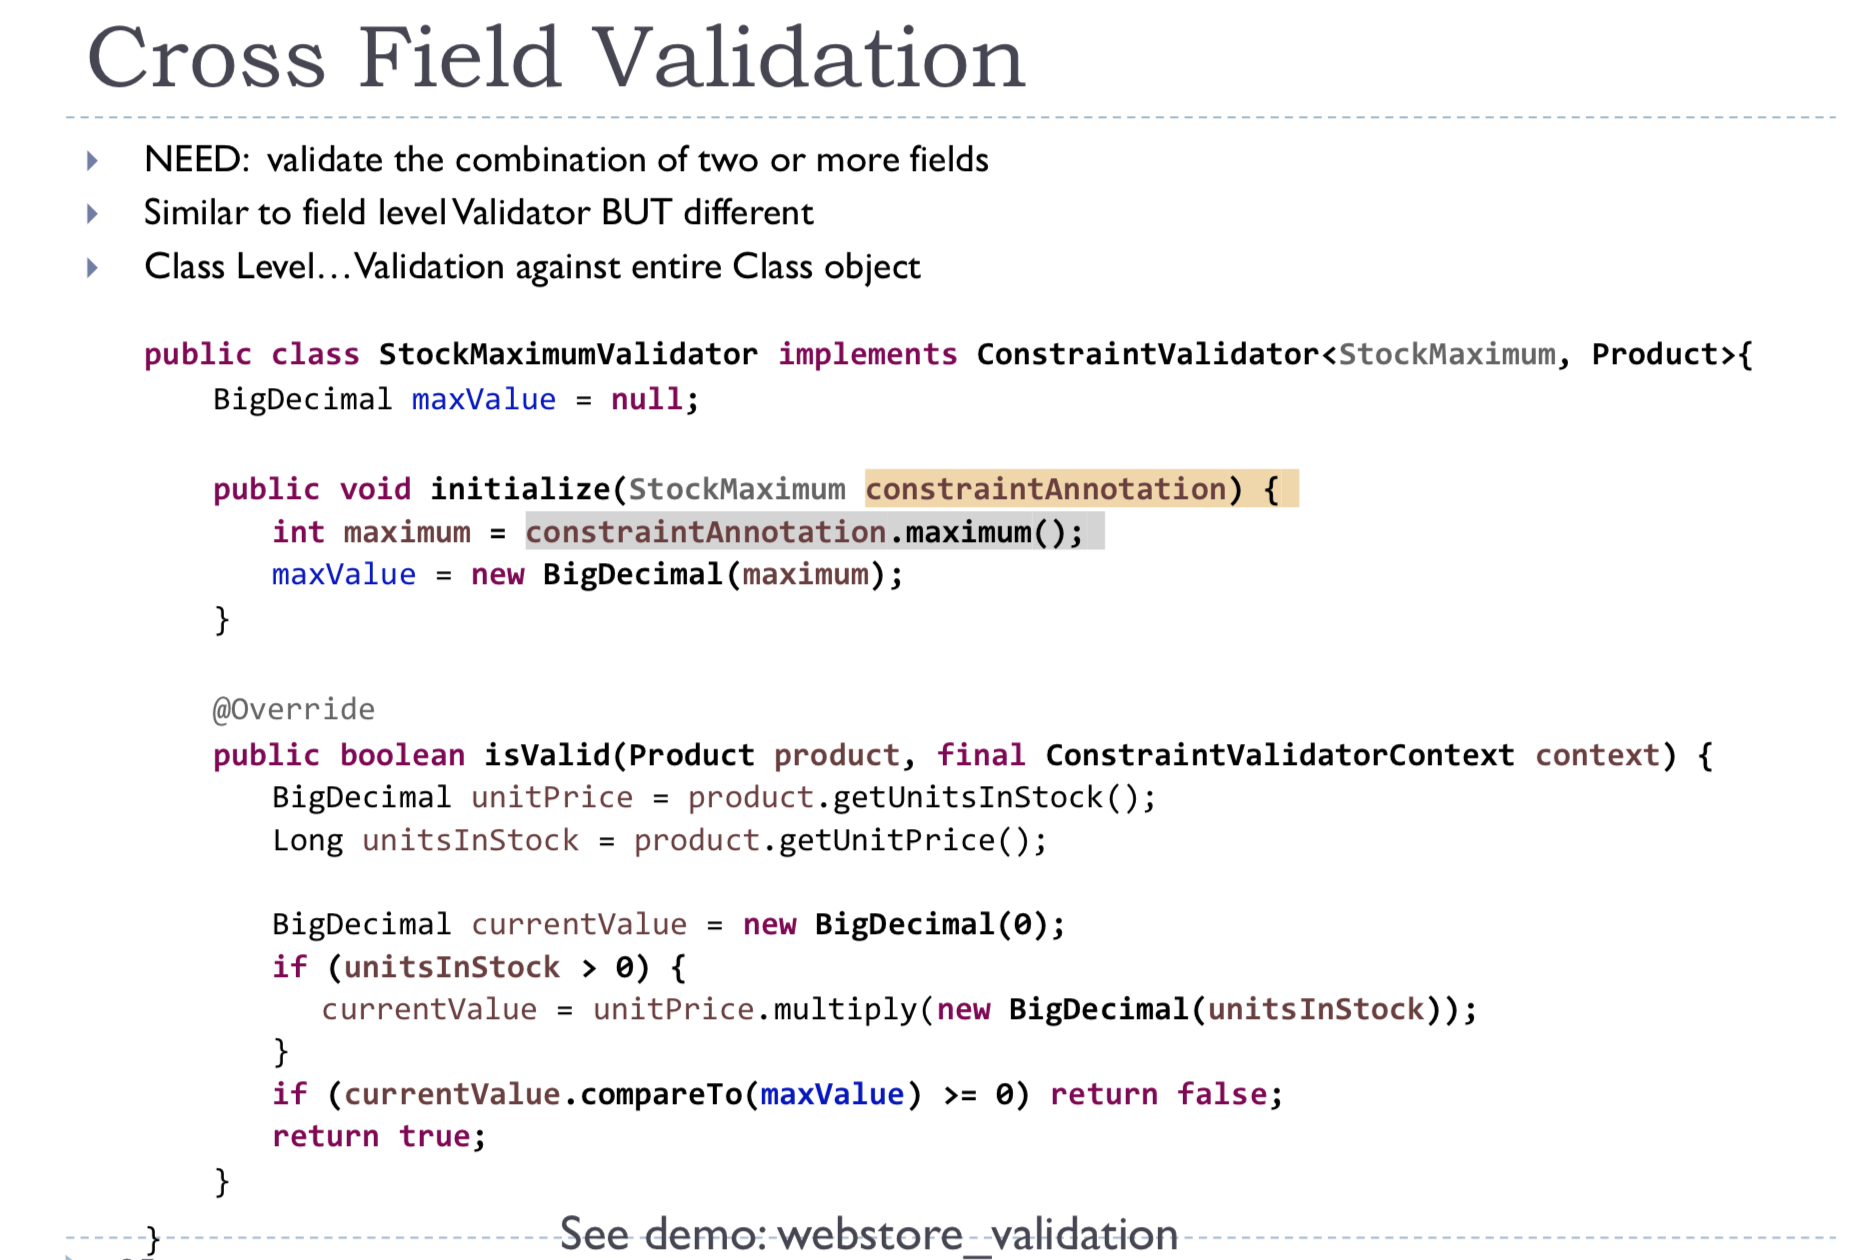 Cross Field Validation
NEED: validate the combination of two or more fields
Similar to field level Validator BUT different
Class Level…Validation against entire Class object
public class StockMaximumValidator implements ConstraintValidator<StockMaximum, Product>{
BigDecimal maxValue = null;
public void initialize(StockMaximum constraintAnnotation) {
int maximum = constraintAnnotation.maximum();
maxValue = new BigDecimal(maximum);
}
@Override
public boolean isValid(Product product, final ConstraintValidatorContext context) {
BigDecimal unitPrice = product.getUnitsInStock();
Long unitsInStock = product.getUnitPrice();
BigDecimal currentValue = new BigDecimal(0);
if (unitsInStock > 0) {
currentValue = unitPrice.multiply(new BigDecimal(unitsInStock));
}
if (currentValue.compareTo(maxValue) >= 0) return false;
return true;
}
}
See demo: webstore_validation